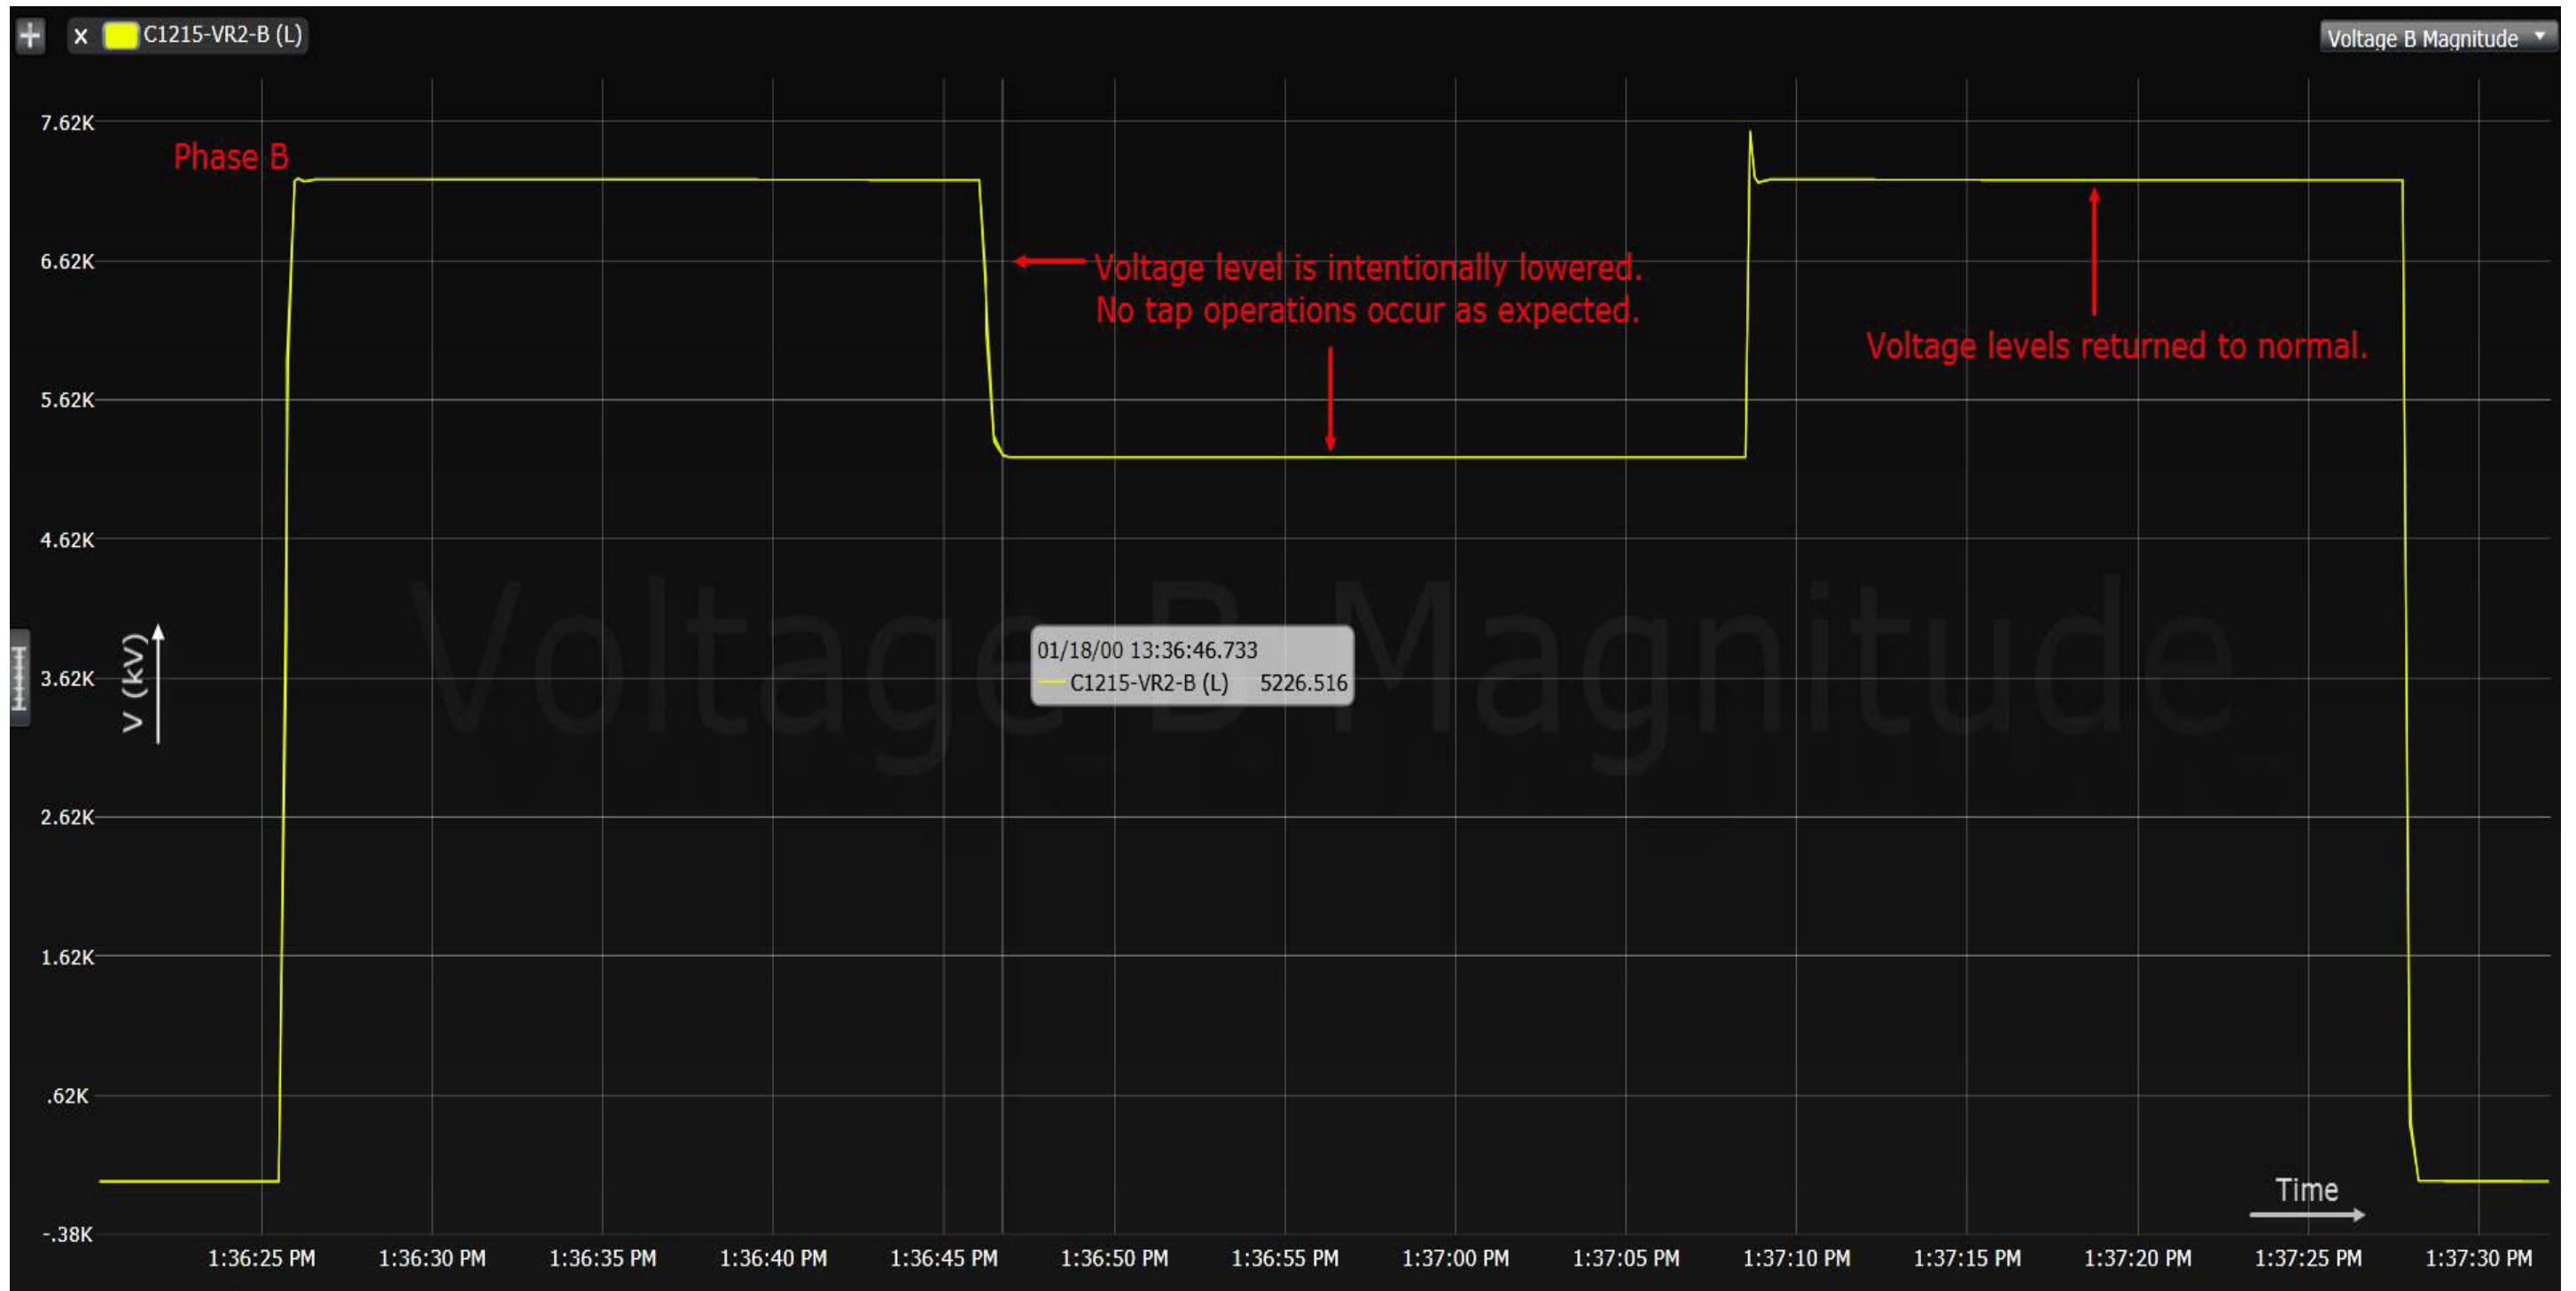 x C1215-VR2-B (L)
Voltage B Magnitude
7.62K
Phase B
6.62K
Voltage level is intentionally lowered.
No tap operations occur as expected.
Voltage levels returned to normal.
5.62K
4.62K
Voltage B Magnitude
01/18/00 13:36:46.733
C1215-VR2-B (L) 5226.516
3.62K
V (kV)
2.62K
1.62K
.62K
Time
-.38K
1:36:25 PM 1:36:30 PM 1:36:35 PM 1:36:40 PM 1:36:45 PM 1:36:50 PM 1:36:55 PM 1:37:00 PM 1:37:05 PM 1:37:10 PM 1:37:15 PM 1:37:20 PM 1:37:25 PM 1:37:30 PM